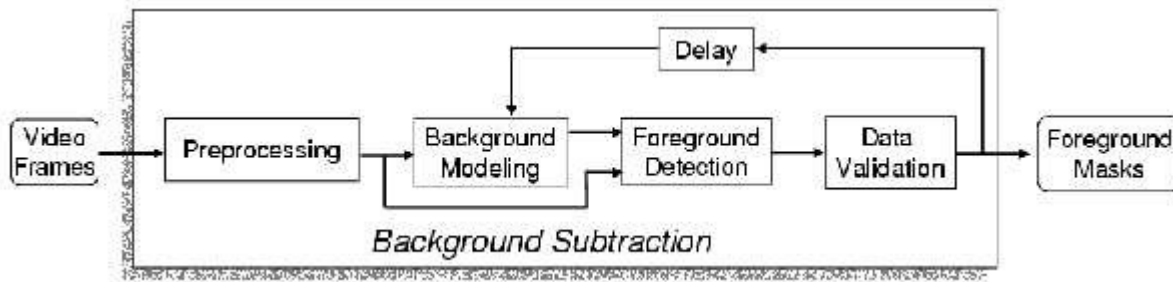 Delay
Video
Frames
Preprocessing
Background
Modeling
Foreground
Detection
Data
Validation
Foreground
Masks
Background Subtraction